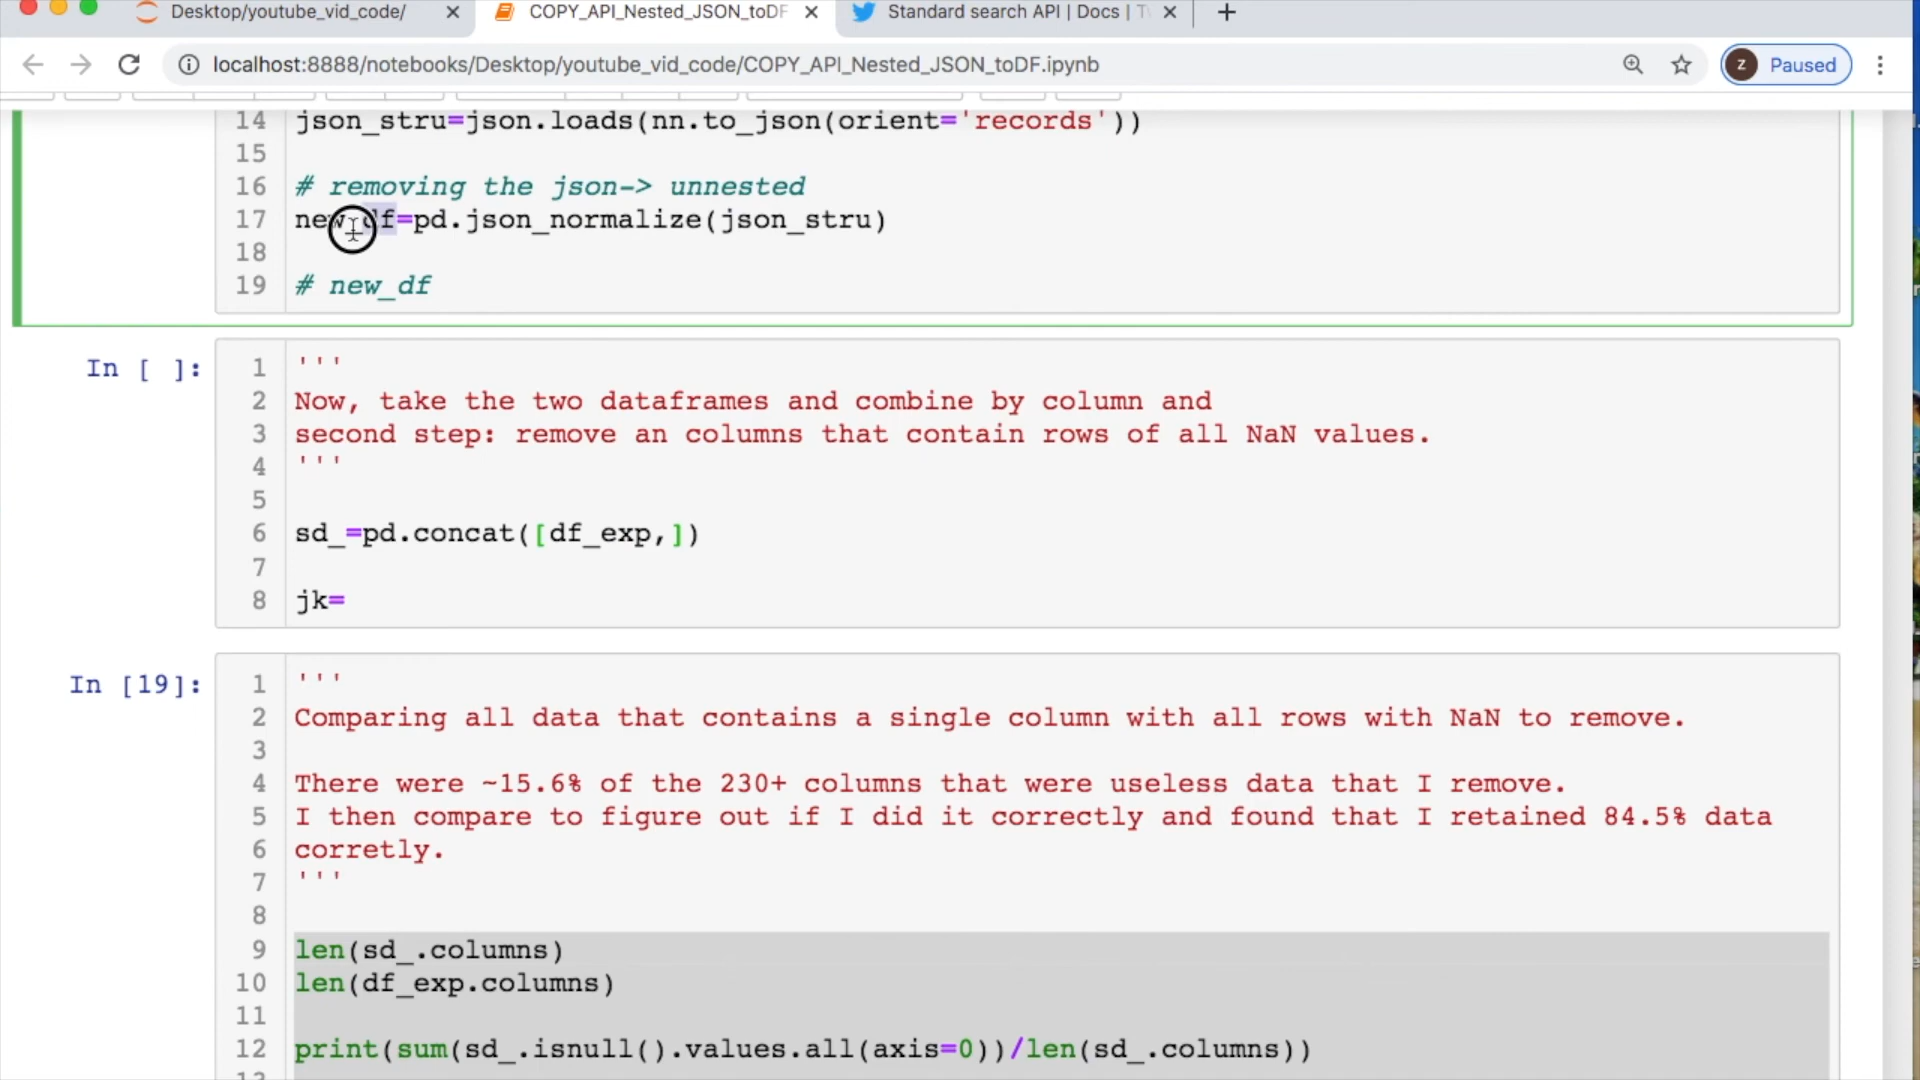 Desktop/youtube_vid_code/
COPY_API_Nested_JSON_toDF
Standard search API | Docs |
localhost:8888/notebooks/Desktop/youtube_vid_code/COPY_API_Nested_JSON_toDF.ipynb
z Paused
14 json_stru=json.loads(nn.to_json(orient='records'))
15
16 # removing the json-> unnested
17 new_df=pd.json_normalize(json_stru)
18
19 # new_df
In [ ]:
1 '''
2 Now, take the two dataframes and combine by column and
3 second step: remove an columns that contain rows of all NaN values.
4 '''
5
6 sd_=pd.concat([df_exp,])
7
8 jk=
In [19]:
1 '''
2 Comparing all data that contains a single column with all rows with NaN to remove.
3
4 There were ~15.6% of the 230+ columns that were useless data that I remove.
5 I then compare to figure out if I did it correctly and found that I retained 84.5% data
6 corretly.
7 '''
8
9 len(sd_.columns)
10 len(df_exp.columns)
11
12 print(sum(sd_.isnull().values.all(axis=0))/len(sd_.columns))